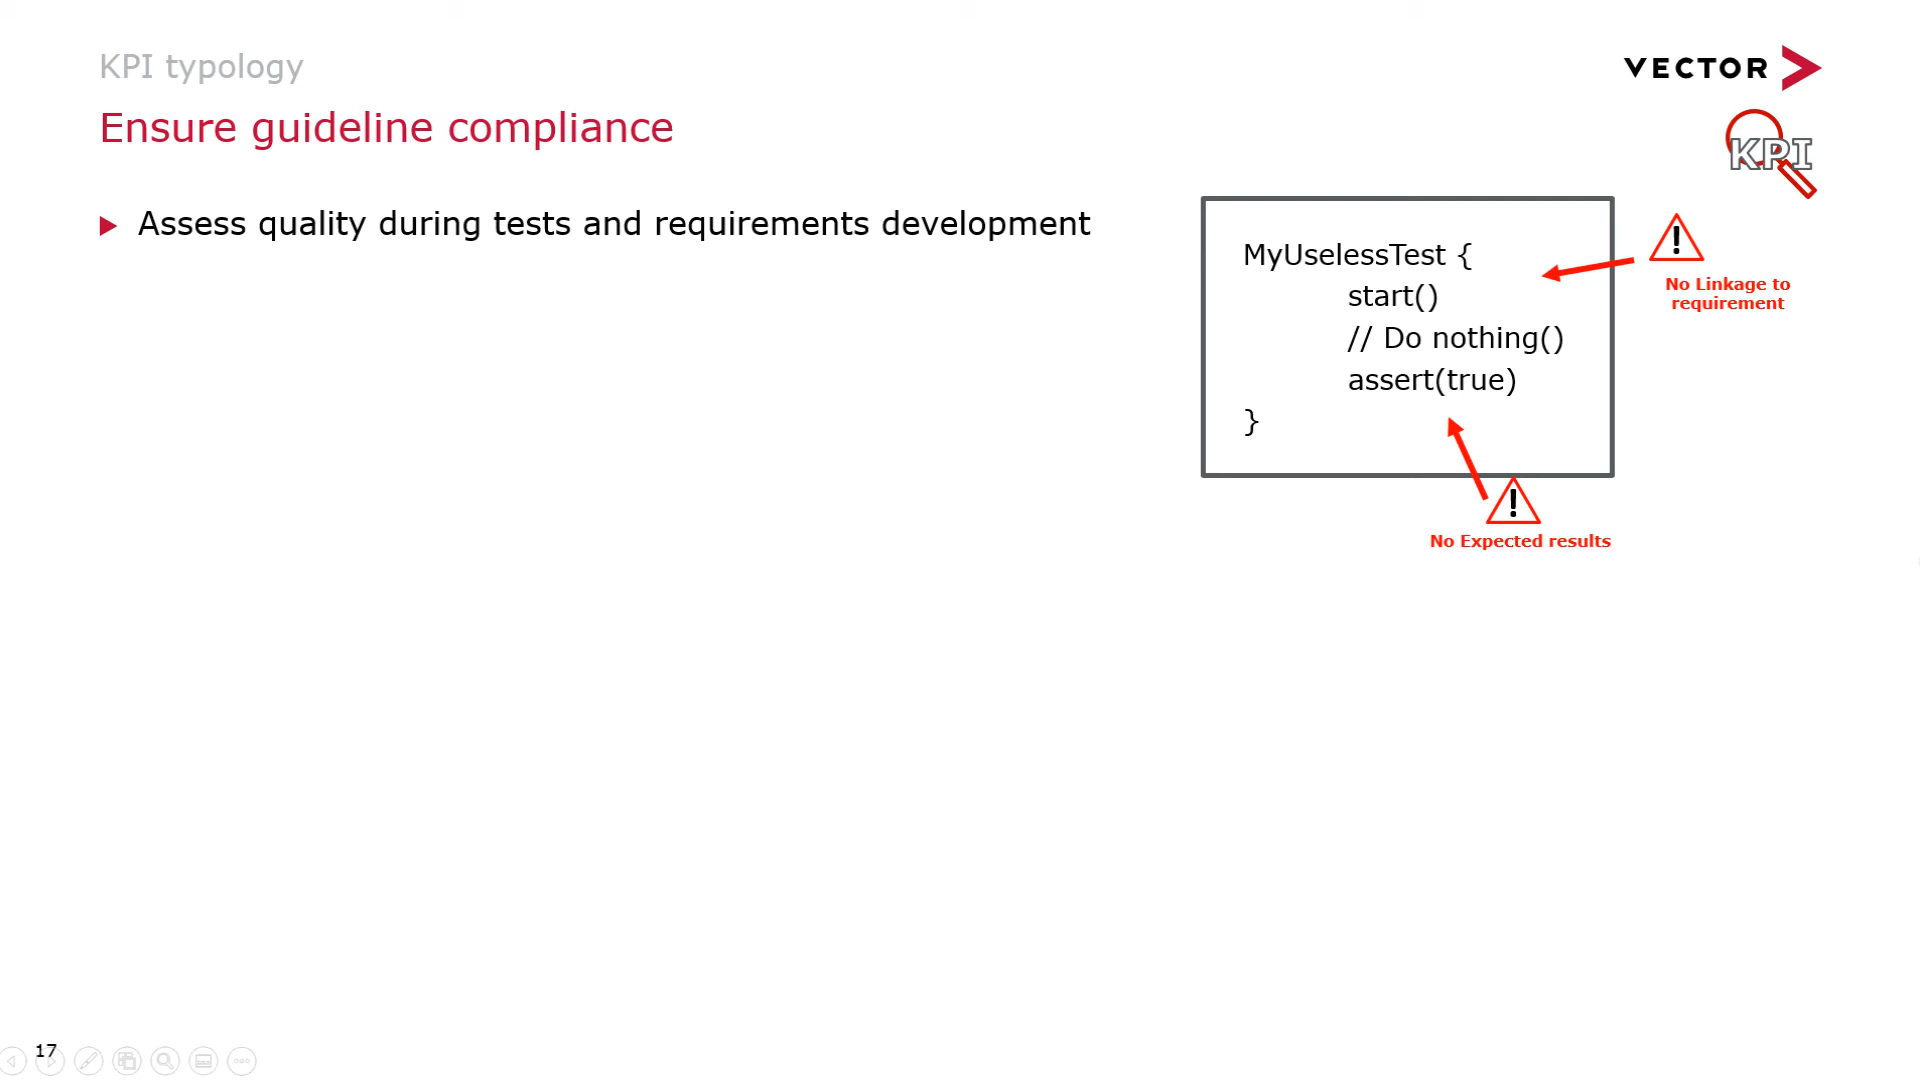 KPI typology
VECTOR
Ensure guideline compliance
KPI
Assess quality during tests and requirements development
MyUselessTest {
start()
// Do nothing()
assert(true)
}
!
No Linkage to
requirement
!
No Expected results
17